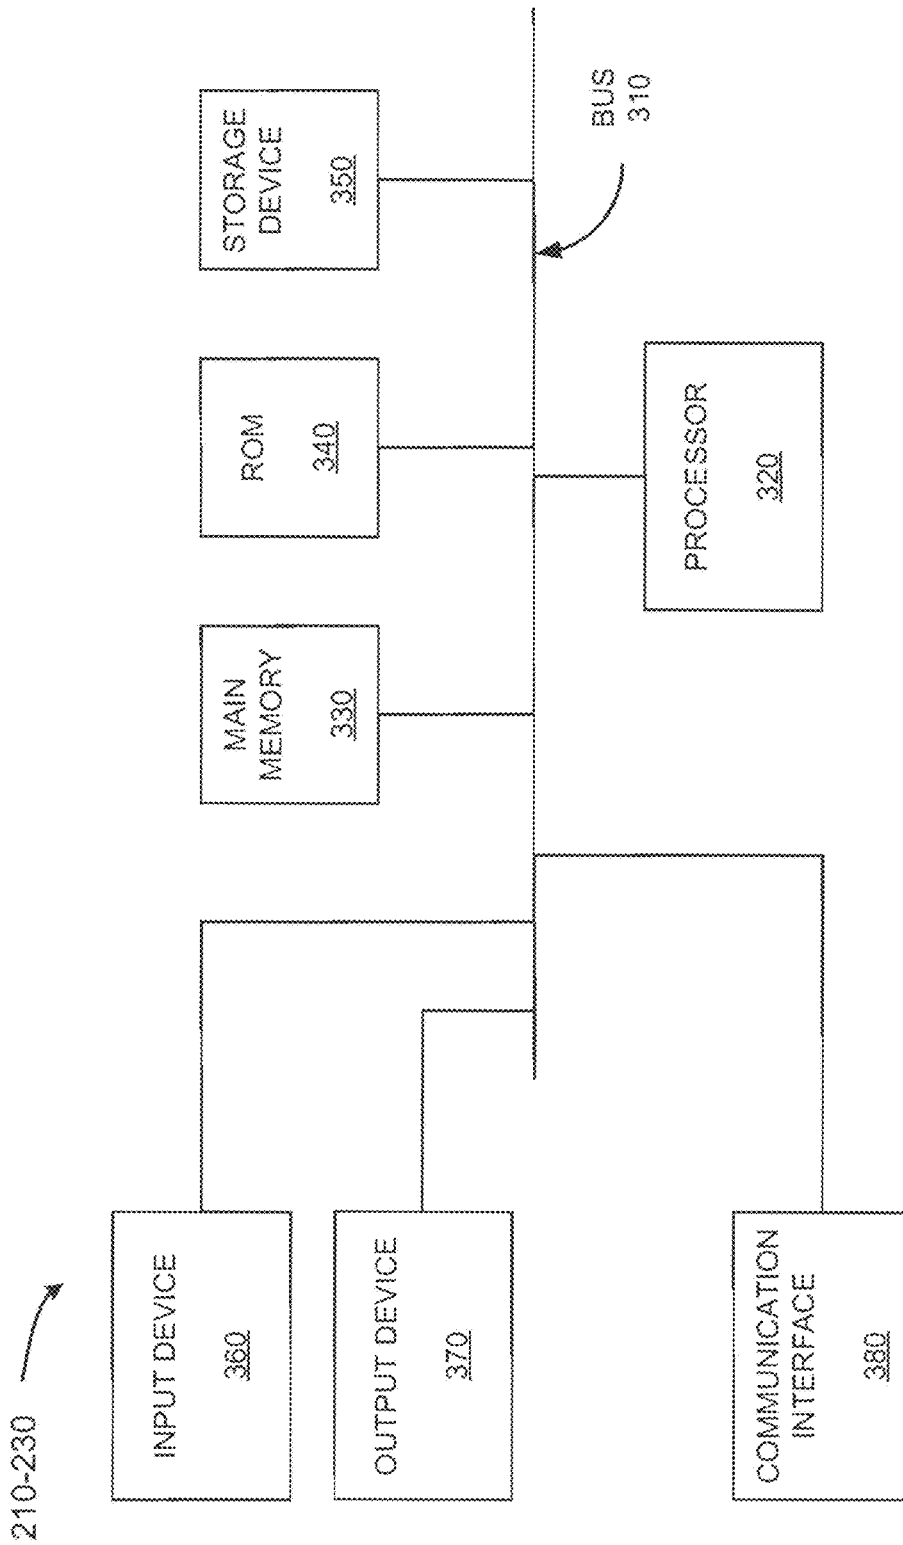 210-230
INPUT DEVICE
360
MAIN
MEMORY
330
ROM
340
STORAGE
DEVICE
350
OUTPUT DEVICE
370
BUS
310
COMMUNICATION
INTERFACE
380
PROCESSOR
320